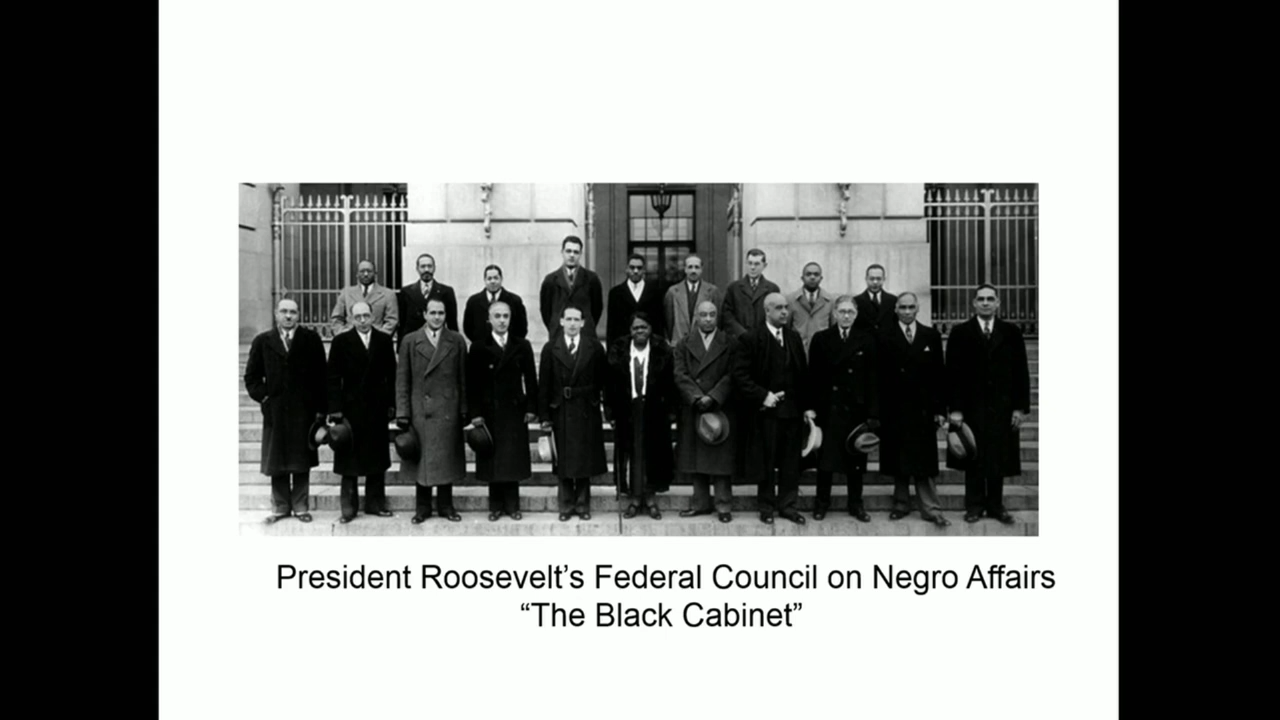 President Roosevelt’s Federal Council on Negro Affairs
“The Black Cabinet”